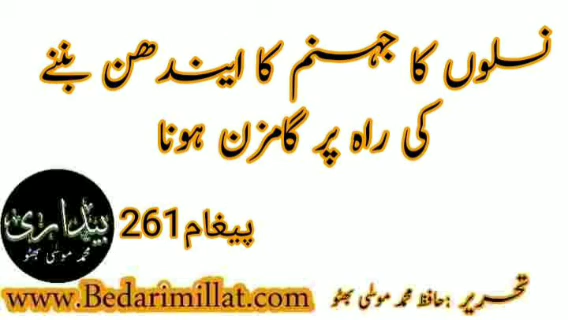 نسلوں کا جہنم کا ایندھن بننے
کی راہ پر گامزن ہونا
پیغام 261
بیداری
محمد موسیٰ بھٹو
تحریر : حافظ محمد موسیٰ بھٹو
www.Bedarimillat.com